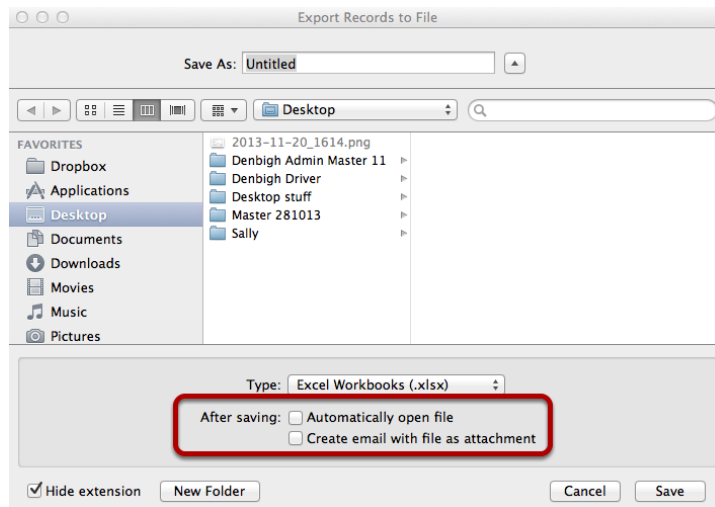 Export Records to File
Save As: Untitled
Desktop
FAVORITES
Dropbox
Applications
Desktop
Documents
Downloads
Movies
Music
Pictures
2013-11-20_1614.png
Denbigh Admin Master 11
Denbigh Driver
Desktop stuff
Master 281013
Sally
Type: Excel Workbooks (.xlsx)
After saving: Automatically open file
Create email with file as attachment
Hide extension New Folder Cancel Save